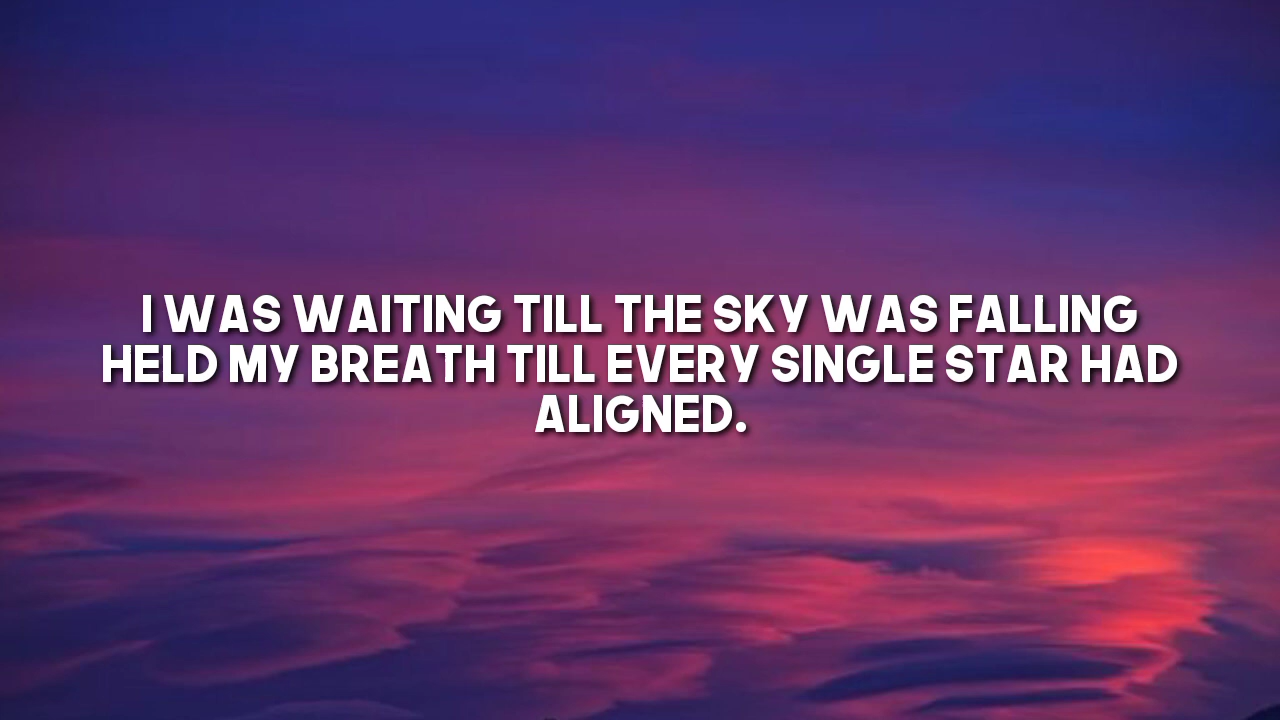 I WAS WAITING TILL THE SKY WAS FALLING
HELD MY BREATH TILL EVERY SINGLE STAR HAD
ALIGNED.